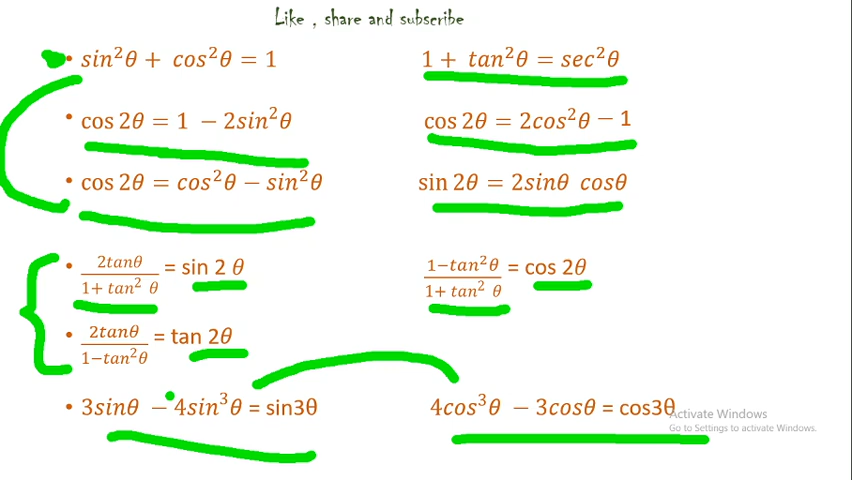 Like , share and subscribe
• sin²θ + cos²θ = 1
1 + tan²θ = sec²θ
• cos 2θ = 1 − 2sin²θ
cos 2θ = 2cos²θ − 1
• cos 2θ = cos²θ − sin²θ
sin 2θ = 2sinθ cosθ
• 2tanθ/1+ tan² θ = sin 2 θ
1−tan²θ/1+ tan² θ = cos 2θ
• 2tanθ/1−tan²θ = tan 2θ
• 3sinθ − 4sin³θ = sin3θ
4cos³θ − 3cosθ = cos3θ
Activate Windows
Go to Settings to activate Windows.